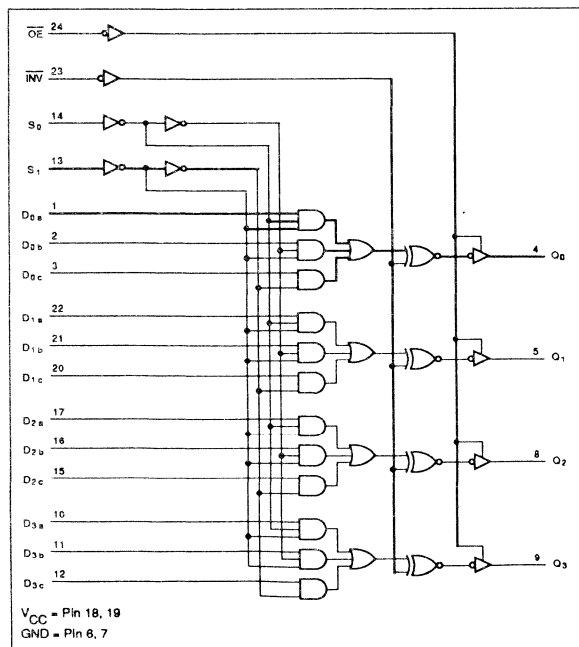 OE 24
INV 23
S0 14
S1 13
D0a 1
D0b 2
D0c 3
4 Q0
D1a 22
D1b 21
D1c 20
5 Q1
D2a 17
D2b 16
D2c 15
8 Q2
D3a 10
D3b 11
D3c 12
9 Q3
VCC = Pin 18, 19
GND = Pin 6, 7